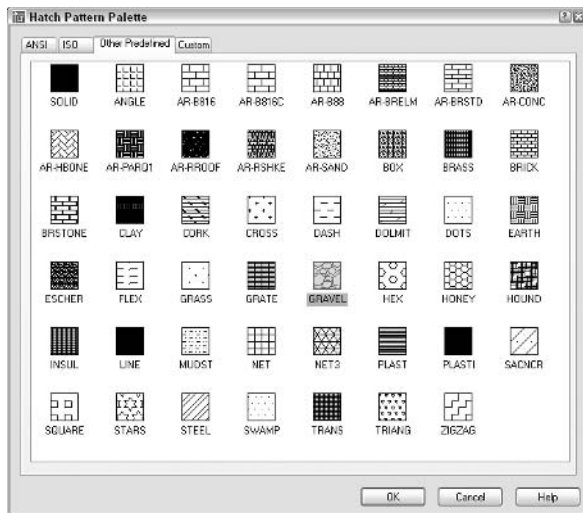 Hatch Pattern Palette
ANSI ISO Other Predefined Custom
SOLID ANGLE AR-B816 AR-B816C AR-B88 AR-BRELM AR-BRSTD AR-CONC
AR-HBONE AR-PARQ1 AR-RROOF AR-RSHKE AR-SAND BOX BRASS BRICK
BRSTONE CLAY CORK CROSS DASH DOLMIT DOTS EARTH
ESCHER FLEX GRASS GRATE GRAVEL HEX HONEY HOUND
INSUL LINE MUDST NET NET3 PLAST PLASTI SACNCR
SQUARE STARS STEEL SWAMP TRANS TRIANG ZIGZAG
OK Cancel Help